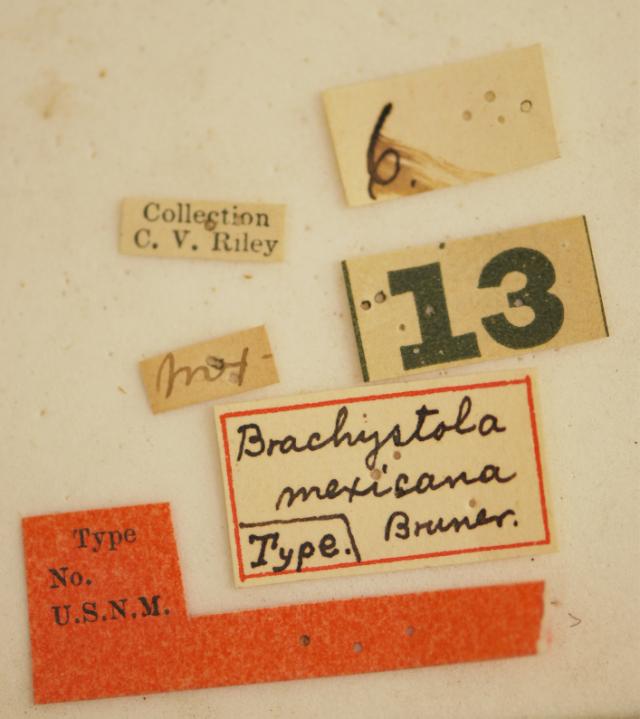 6.
Collection
C. V. Riley
13
Brachystola
mexicana
Type. Bruner.
Type
No.
U.S.N.M.